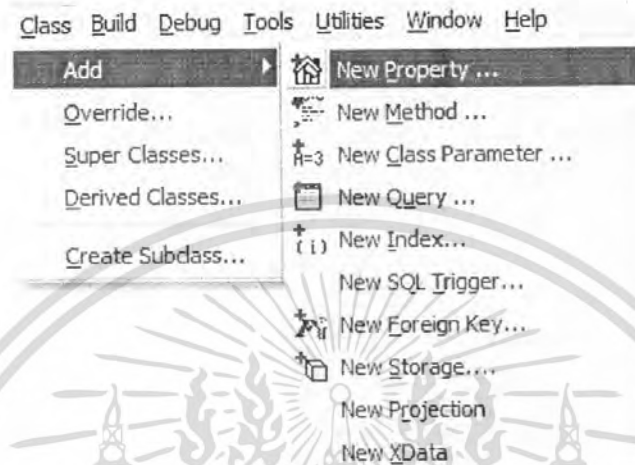 Class Build Debug Tools Utilities Window Help
Add
Override...
Super Classes...
Derived Classes...
Create Subclass...
New Property ...
New Method ...
A=3 New Class Parameter ...
New Query ...
(i) New Index...
New SQL Trigger...
New Foreign Key...
New Storage....
New Projection
New XData